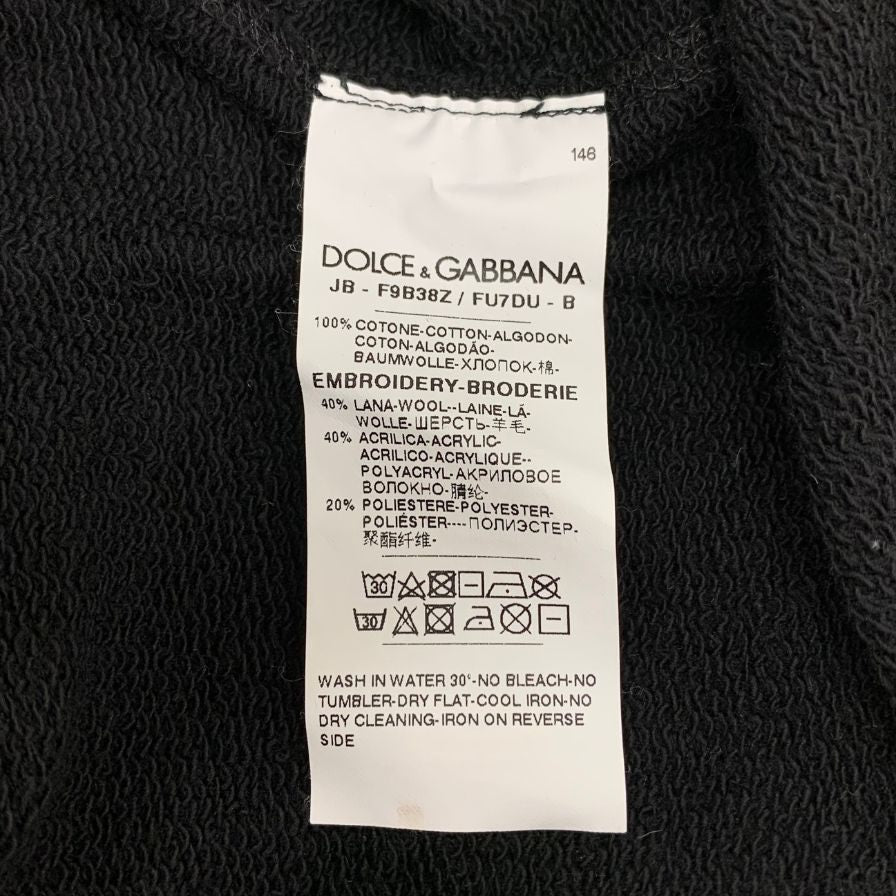 146
DOLCE & GABBANA
JB - F9B38Z / FU7DU - B
100% COTONE-COTTON-ALGODON-
COTON-ALGODÃO-
BAUMWOLLE-ХЛОПОК-棉-
EMBROIDERY-BRODERIE
40% LANA-WOOL--LAINE-LÃ-
WOLLE-ШЕРСТЬ-羊毛-
40% ACRILICA-ACRYLIC-
ACRILICO-ACRYLIQUE--
POLYACRYL-АКРИЛОВОЕ
ВОЛОКНО-腈纶-
20% POLIESTERE-POLYESTER-
POLIÉSTER----ПОЛИЭСТЕР-
聚酯纤维-
30
30
WASH IN WATER 30°-NO BLEACH-NO
TUMBLER-DRY FLAT-COOL IRON-NO
DRY CLEANING-IRON ON REVERSE
SIDE